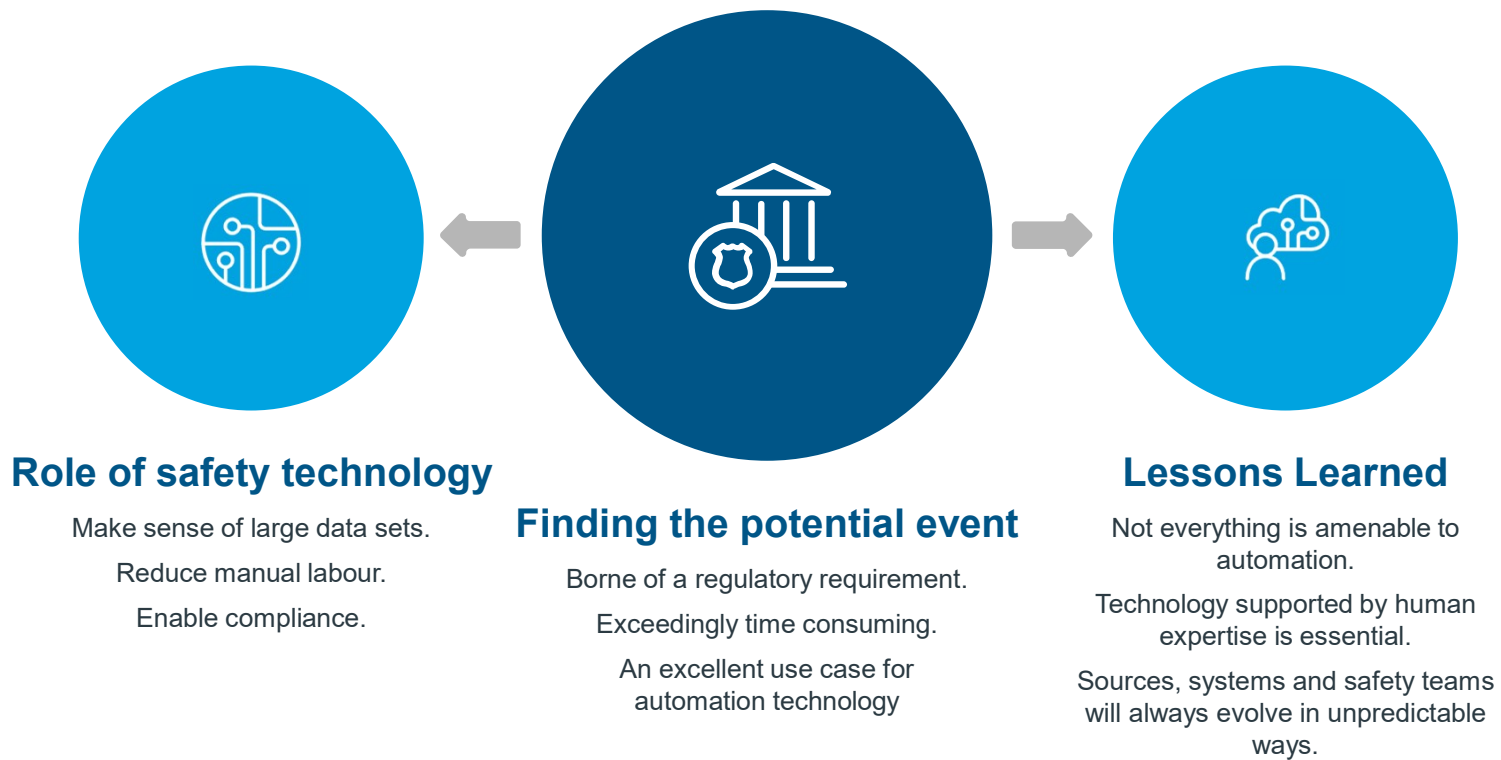 Role of safety technology
Make sense of large data sets.
Reduce manual labour.
Enable compliance.
Finding the potential event
Borne of a regulatory requirement.
Exceedingly time consuming.
An excellent use case for
automation technology
Lessons Learned
Not everything is amenable to
automation.
Technology supported by human
expertise is essential.
Sources, systems and safety teams
will always evolve in unpredictable
ways.